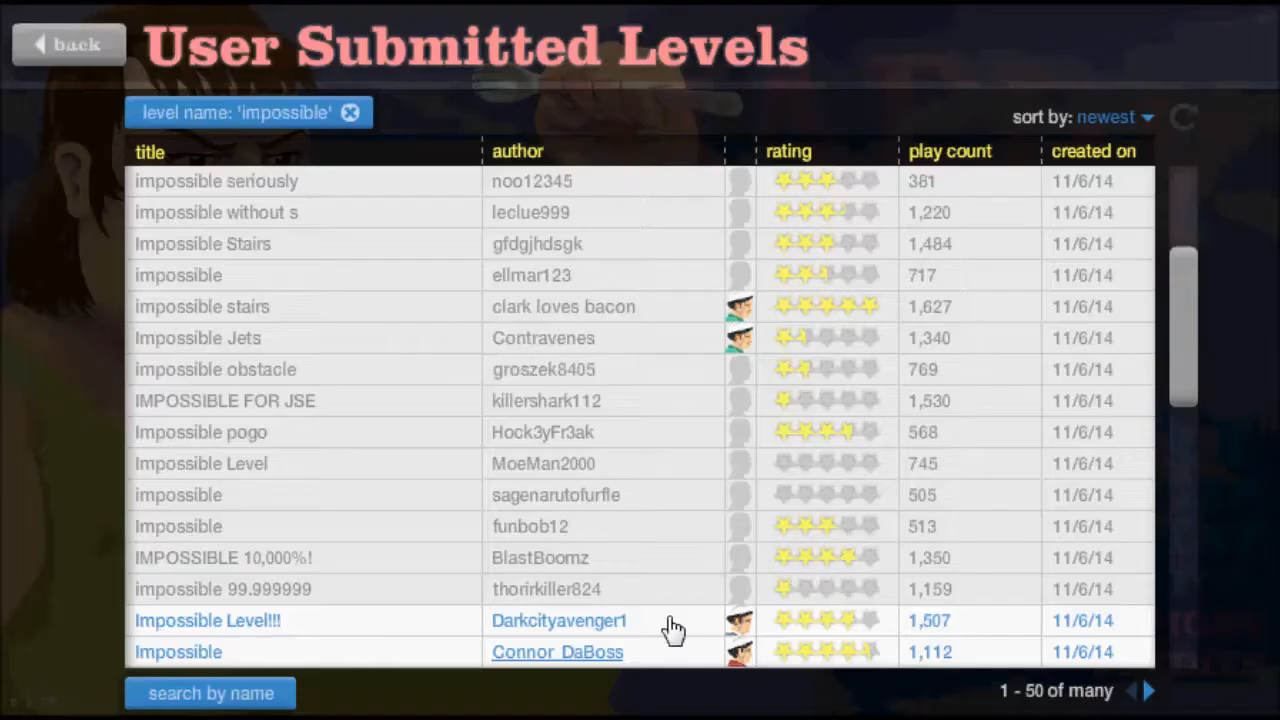 back
User Submitted Levels
level name: 'impossible'
sort by: newest
title author rating play count created on
impossible seriously noo12345 381 11/6/14
impossible without s leclue999 1,220 11/6/14
Impossible Stairs gfdgjhdsgk 1,484 11/6/14
impossible ellmar123 717 11/6/14
impossible stairs clark loves bacon 1,627 11/6/14
Impossible Jets Contravenes 1,340 11/6/14
impossible obstacle groszek8405 769 11/6/14
IMPOSSIBLE FOR JSE killershark112 1,530 11/6/14
Impossible pogo Hock3yFr3ak 568 11/6/14
Impossible Level MoeMan2000 745 11/6/14
impossible sagenarutofurfle 505 11/6/14
Impossible funbob12 513 11/6/14
IMPOSSIBLE 10,000%! BlastBoomz 1,350 11/6/14
impossible 99.999999 thorirkiller824 1,159 11/6/14
Impossible Level!!! Darkcityavenger1 1,507 11/6/14
Impossible Connor DaBoss 1,112 11/6/14
search by name
1 - 50 of many